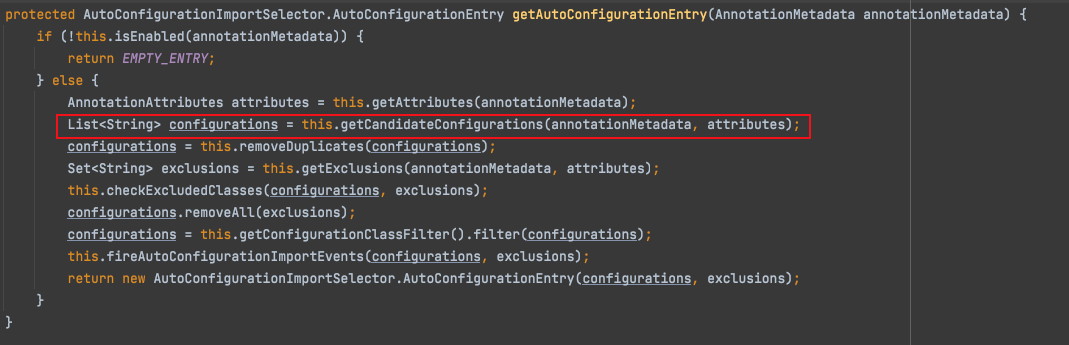 protected AutoConfigurationImportSelector.AutoConfigurationEntry getAutoConfigurationEntry(AnnotationMetadata annotationMetadata) {
if (!this.isEnabled(annotationMetadata)) {
return EMPTY_ENTRY;
} else {
AnnotationAttributes attributes = this.getAttributes(annotationMetadata);
List<String> configurations = this.getCandidateConfigurations(annotationMetadata, attributes);
configurations = this.removeDuplicates(configurations);
Set<String> exclusions = this.getExclusions(annotationMetadata, attributes);
this.checkExcludedClasses(configurations, exclusions);
configurations.removeAll(exclusions);
configurations = this.getConfigurationClassFilter().filter(configurations);
this.fireAutoConfigurationImportEvents(configurations, exclusions);
return new AutoConfigurationImportSelector.AutoConfigurationEntry(configurations, exclusions);
}
}